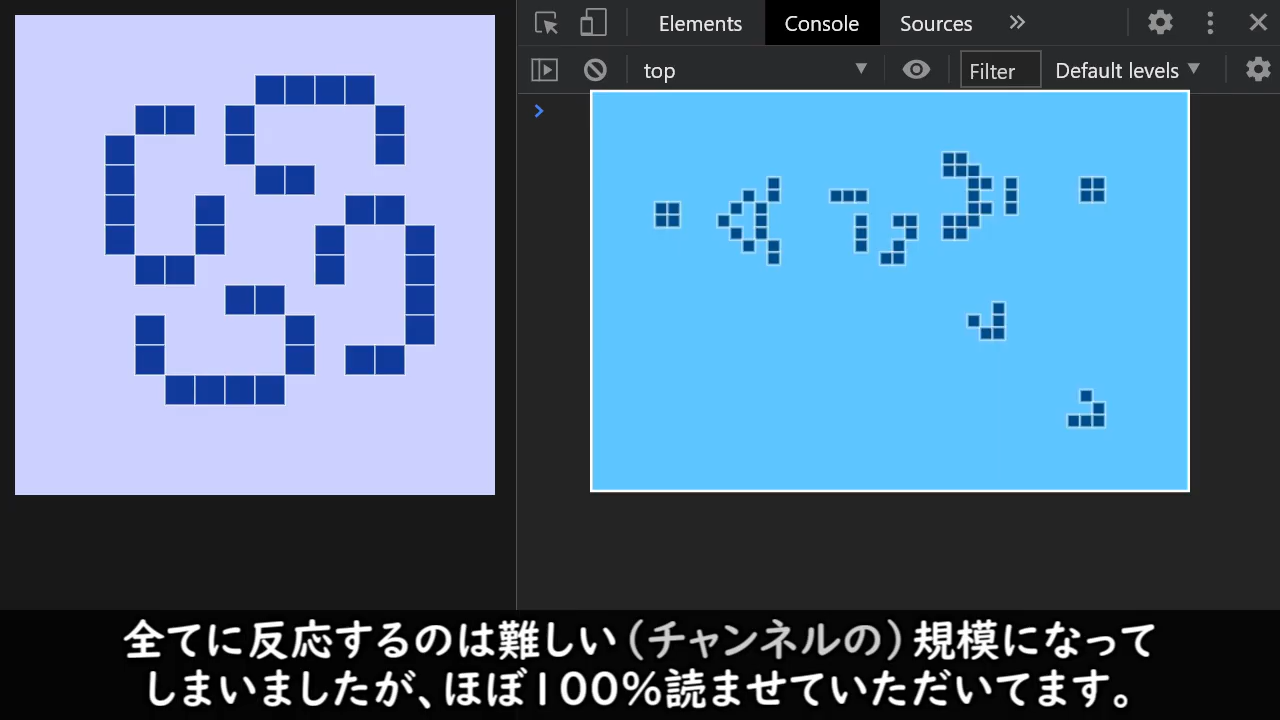 Elements Console Sources
top Filter Default levels
全てに反応するのは難しい（チャンネルの）規模になって
しまいましたが、ほぼ100%読ませていただいてます。